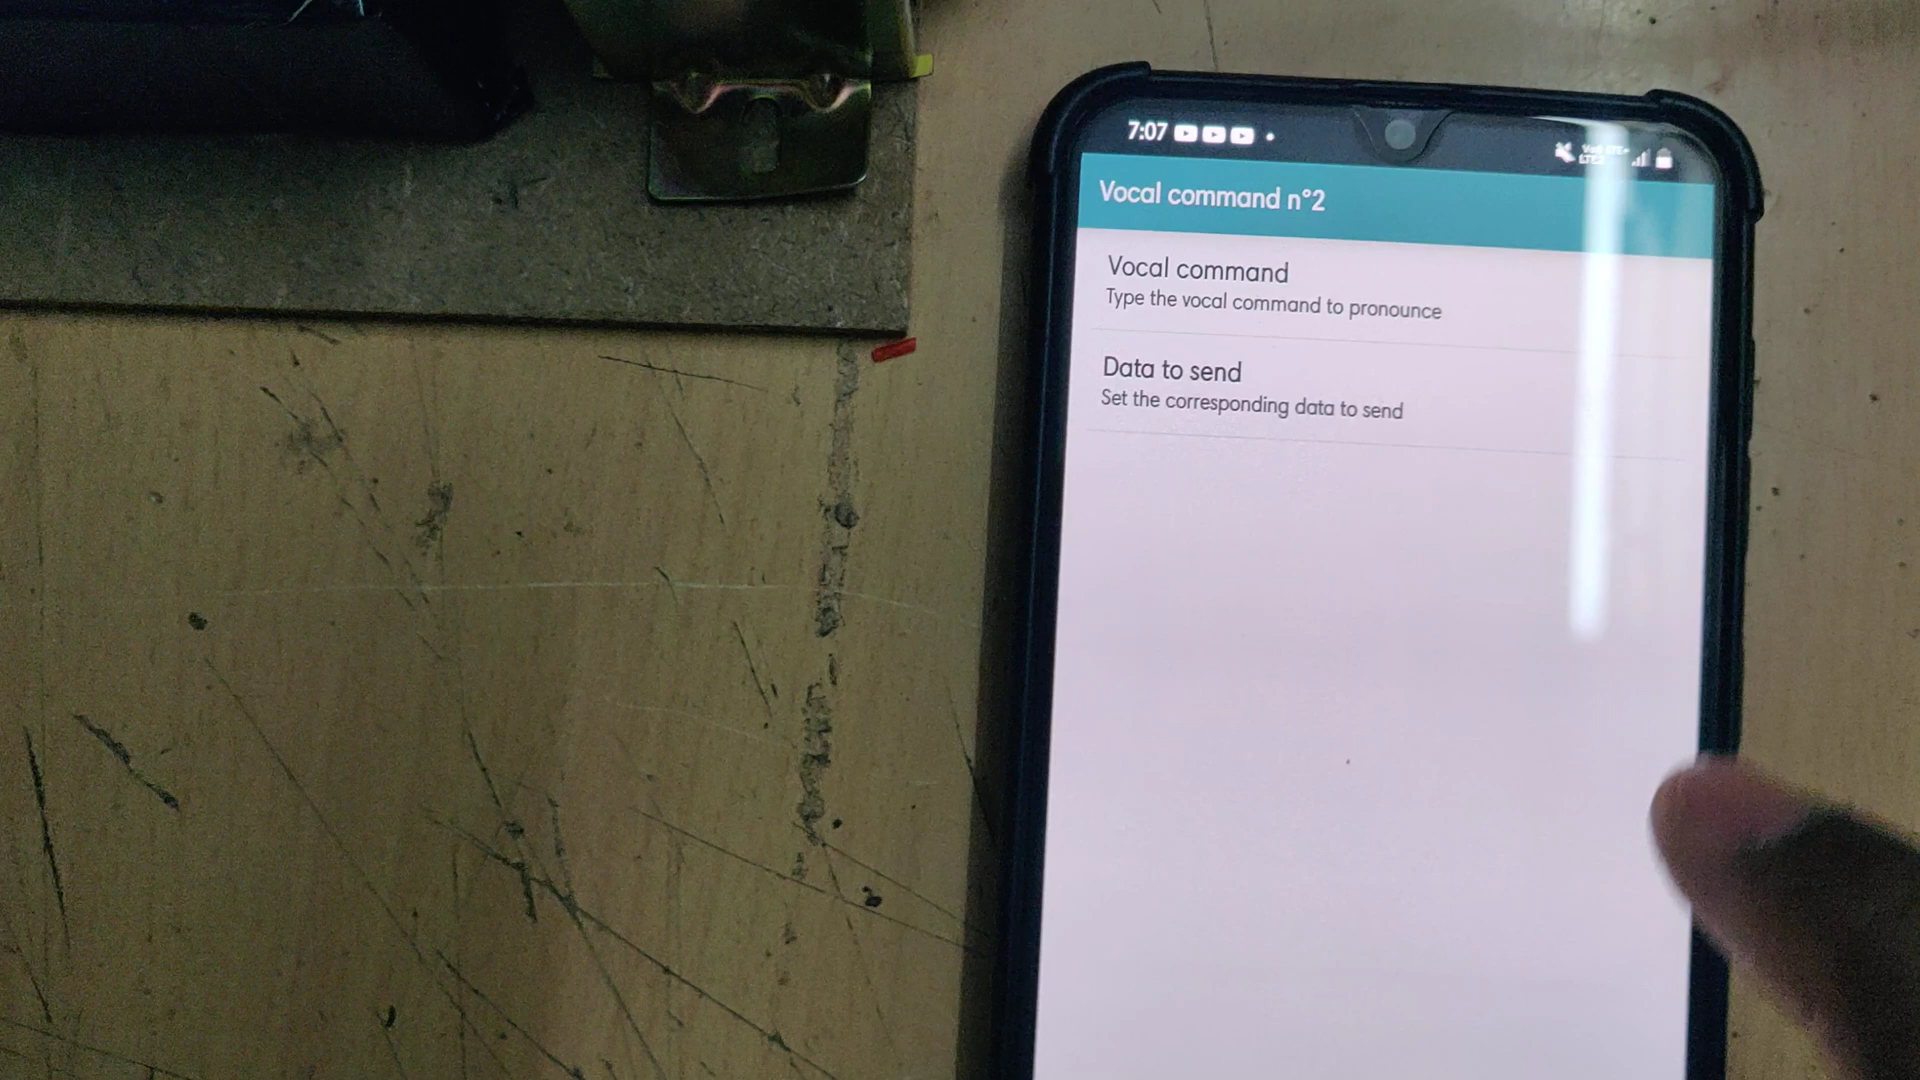 7:07
Vocal command n°2
Vocal command
Type the vocal command to pronounce
Data to send
Set the corresponding data to send